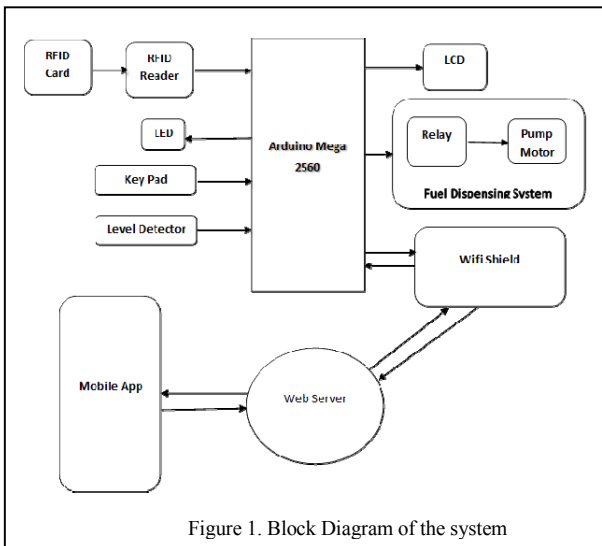 RFID
Card
RFID
Reader
LED
Key Pad
Level Detector
Arduino Mega
2560
LCD
Relay
Pump
Motor
Fuel Dispensing System
Wifi Shield
Mobile App
Web Server
Figure 1. Block Diagram of the system